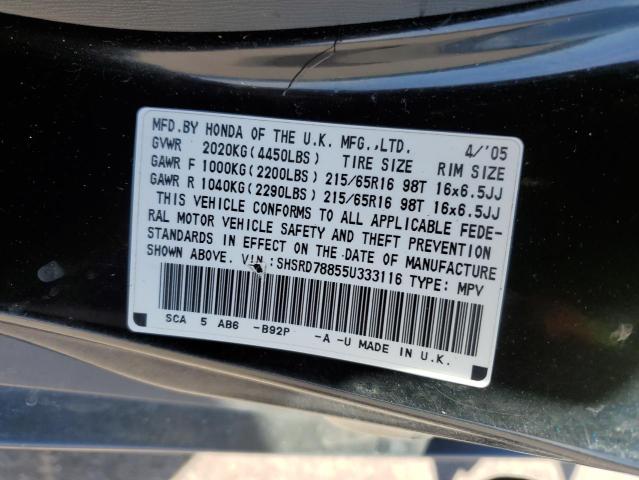 MFD.BY HONDA OF THE U.K. MFG.,LTD. 4/'05
GVWR 2020KG(4450LBS) TIRE SIZE RIM SIZE
GAWR F 1000KG(2200LBS) 215/65R16 98T 16x6.5JJ
GAWR R 1040KG(2290LBS) 215/65R16 98T 16x6.5JJ
THIS VEHICLE CONFORMS TO ALL APPLICABLE FEDE-
RAL MOTOR VEHICLE SAFETY AND THEFT PREVENTION
STANDARDS IN EFFECT ON THE DATE OF MANUFACTURE
SHOWN ABOVE. VIN:SHSRD78855U333116 TYPE: MPV
SCA 5 AB6 -B92P -A -U MADE IN U.K.